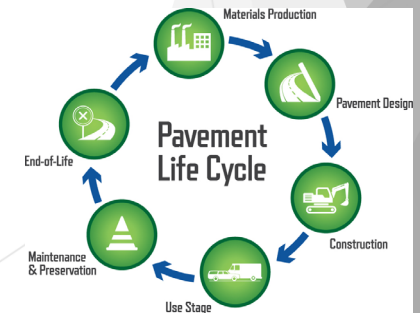 Materials Production
Pavement Design
Pavement
Life Cycle
End-of-Life
Construction
Maintenance
& Preservation
Use Stage